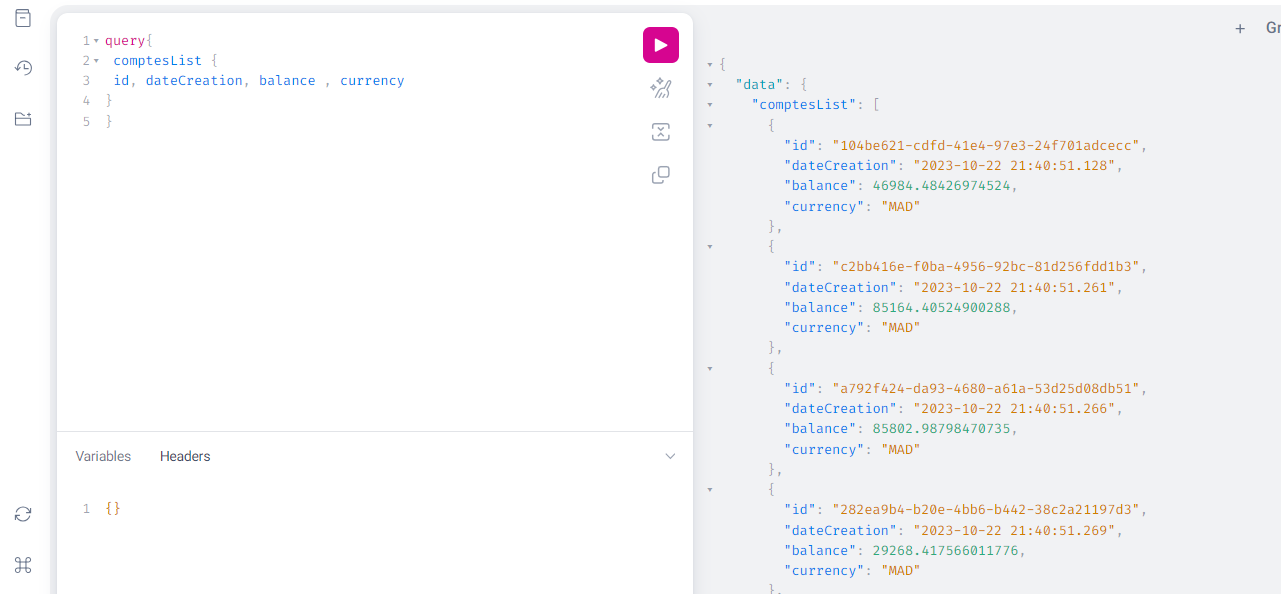 1 query{
2 comptesList {
3 id, dateCreation, balance , currency
4 }
5 }
Variables Headers
1 {}
+ Gr
{
"data": {
"comptesList": [
{
"id": "104be621-cdfd-41e4-97e3-24f701adcecc",
"dateCreation": "2023-10-22 21:40:51.128",
"balance": 46984.48426974524,
"currency": "MAD"
},
{
"id": "c2bb416e-f0ba-4956-92bc-81d256fdd1b3",
"dateCreation": "2023-10-22 21:40:51.261",
"balance": 85164.40524900288,
"currency": "MAD"
},
{
"id": "a792f424-da93-4680-a61a-53d25d08db51",
"dateCreation": "2023-10-22 21:40:51.266",
"balance": 85802.98798470735,
"currency": "MAD"
},
{
"id": "282ea9b4-b20e-4bb6-b442-38c2a21197d3",
"dateCreation": "2023-10-22 21:40:51.269",
"balance": 29268.417566011776,
"currency": "MAD"
},